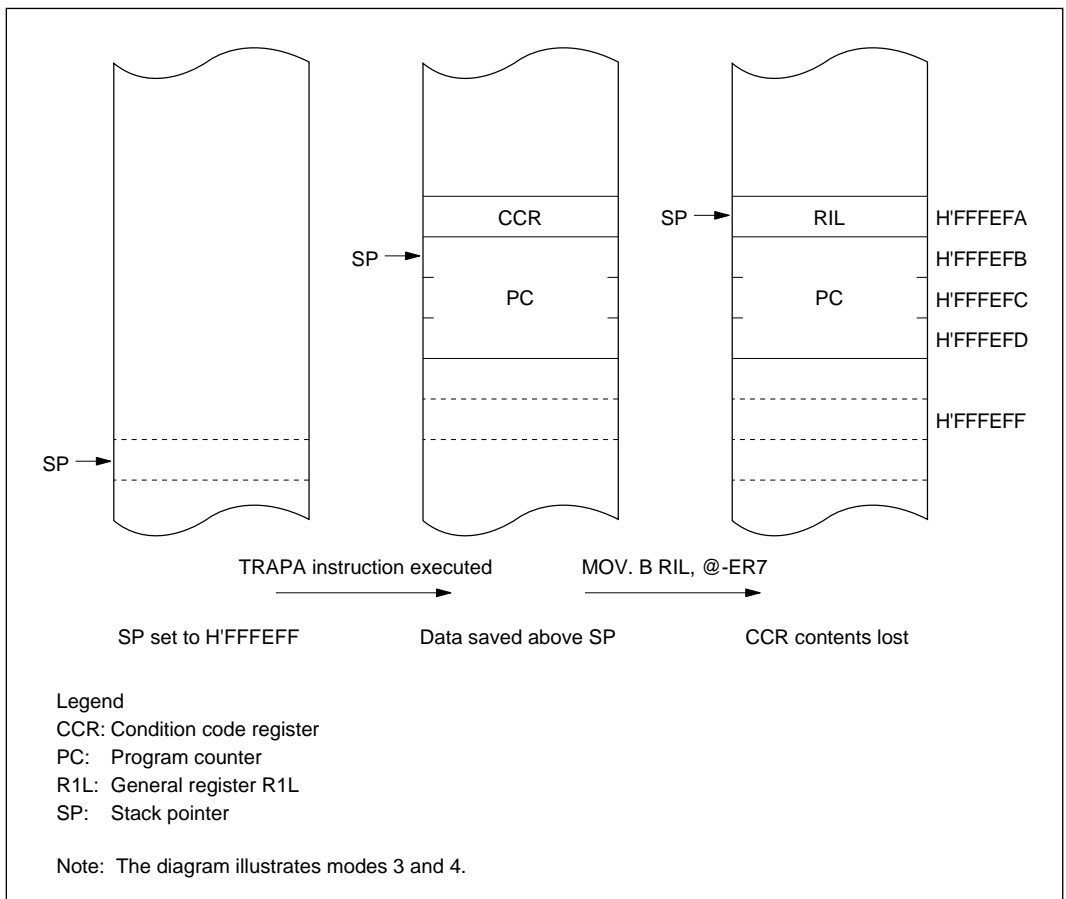 CCR
SP
RIL
H'FFFEFA
SP
H'FFFEFB
PC
PC
H'FFFEFC
H'FFFEFD
H'FFFEFF
SP
TRAPA instruction executed
MOV. B RIL, @-ER7
SP set to H'FFFEFF
Data saved above SP
CCR contents lost
Legend
CCR: Condition code register
PC: Program counter
R1L: General register R1L
SP: Stack pointer
Note: The diagram illustrates modes 3 and 4.